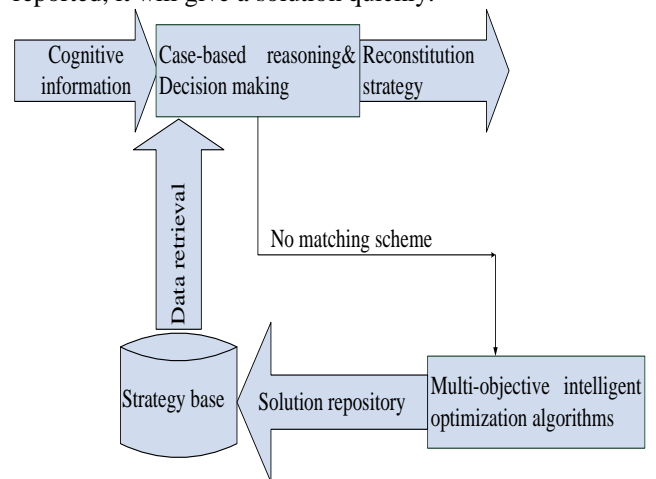 reported, it will give a solution quickly.
Cognitive
information
Case-based reasoning&
Decision making
Reconstitution
strategy
Data retrieval
No matching scheme
Strategy base
Solution repository
Multi-objective intelligent
optimization algorithms